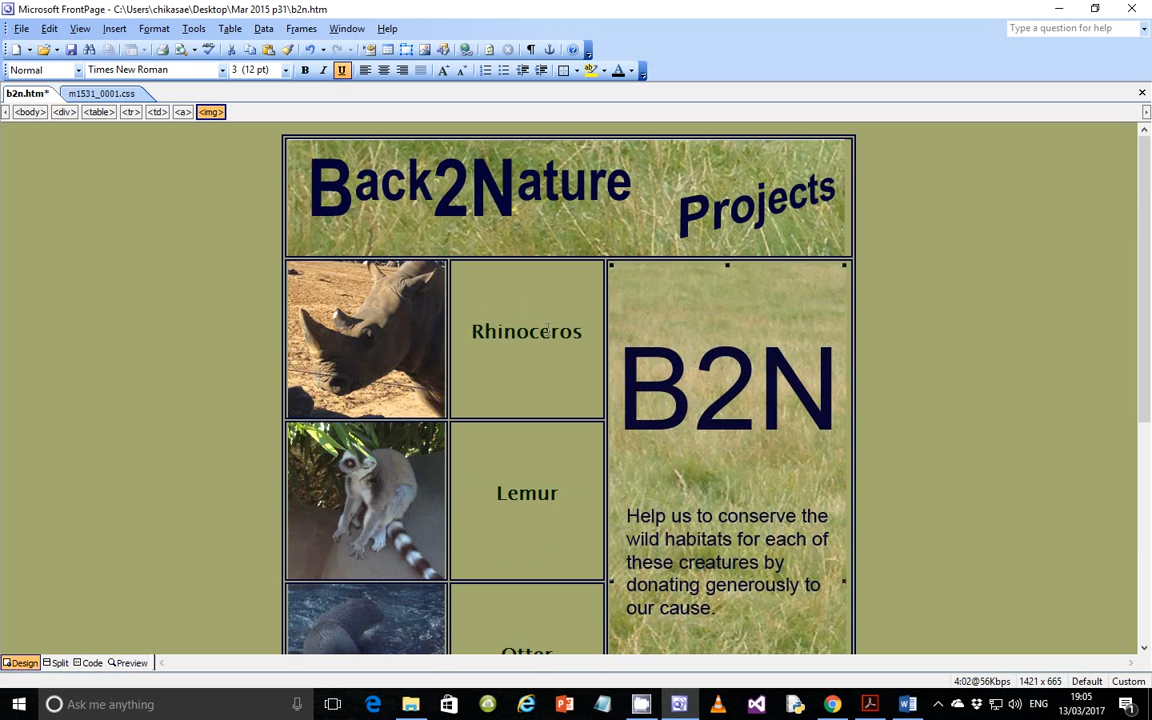 Microsoft FrontPage - C:\Users\chikasae\Desktop\Mar 2015 p31\b2n.htm
File Edit View Insert Format Tools Table Data Frames Window Help
Type a question for help
Normal Times New Roman 3 (12 pt) B I U
b2n.htm* m1531_0001.css
<body> <div> <table> <tr> <td> <a> <img>
Back2Nature Projects
Rhinoceros
B2N
Lemur
Help us to conserve the
wild habitats for each of
these creatures by
donating generously to
our cause.
Otter
Design Split Code Preview
4:02@56Kbps 1421 x 665 Default Custom
Ask me anything
ENG
19:05
13/03/2017